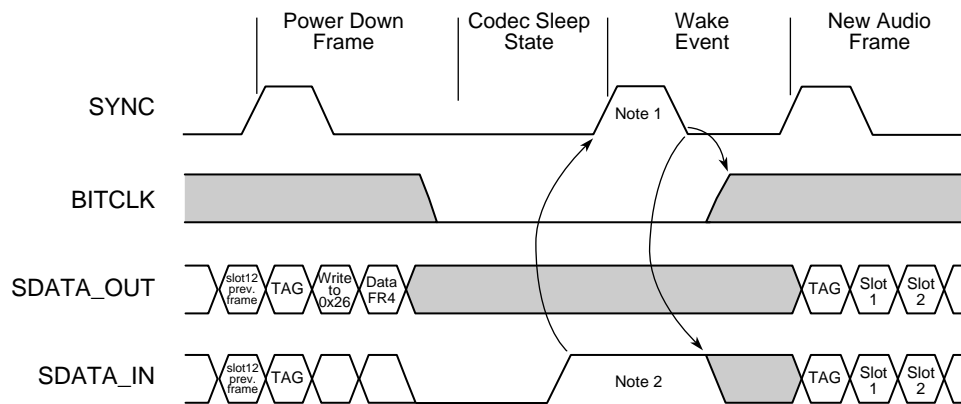 Power Down
Frame
Codec Sleep
State
Wake
Event
New Audio
Frame
SYNC
Note 1
BITCLK
SDATA_OUT
slot12
prev.
frame
TAG
Write
to
0x26
Data
FR4
TAG
Slot
1
Slot
2
SDATA_IN
slot12
prev.
frame
TAG
Note 2
TAG
Slot
1
Slot
2